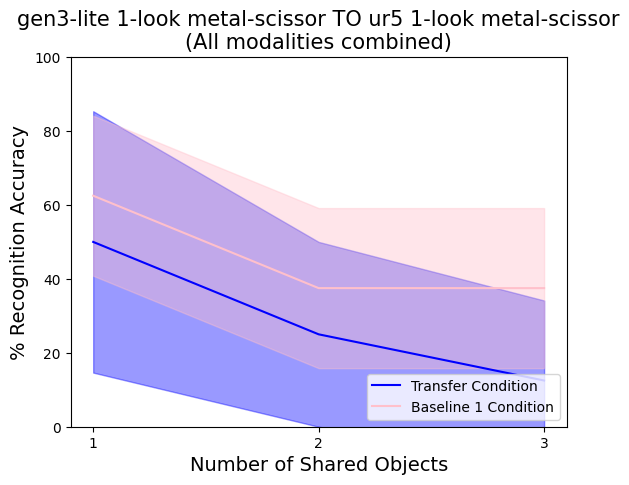 gen3-lite 1-look metal-scissor TO ur5 1-look metal-scissor
(All modalities combined)
% Recognition Accuracy
100
80
60
40
20
0
1
2
3
Number of Shared Objects
Transfer Condition
Baseline 1 Condition